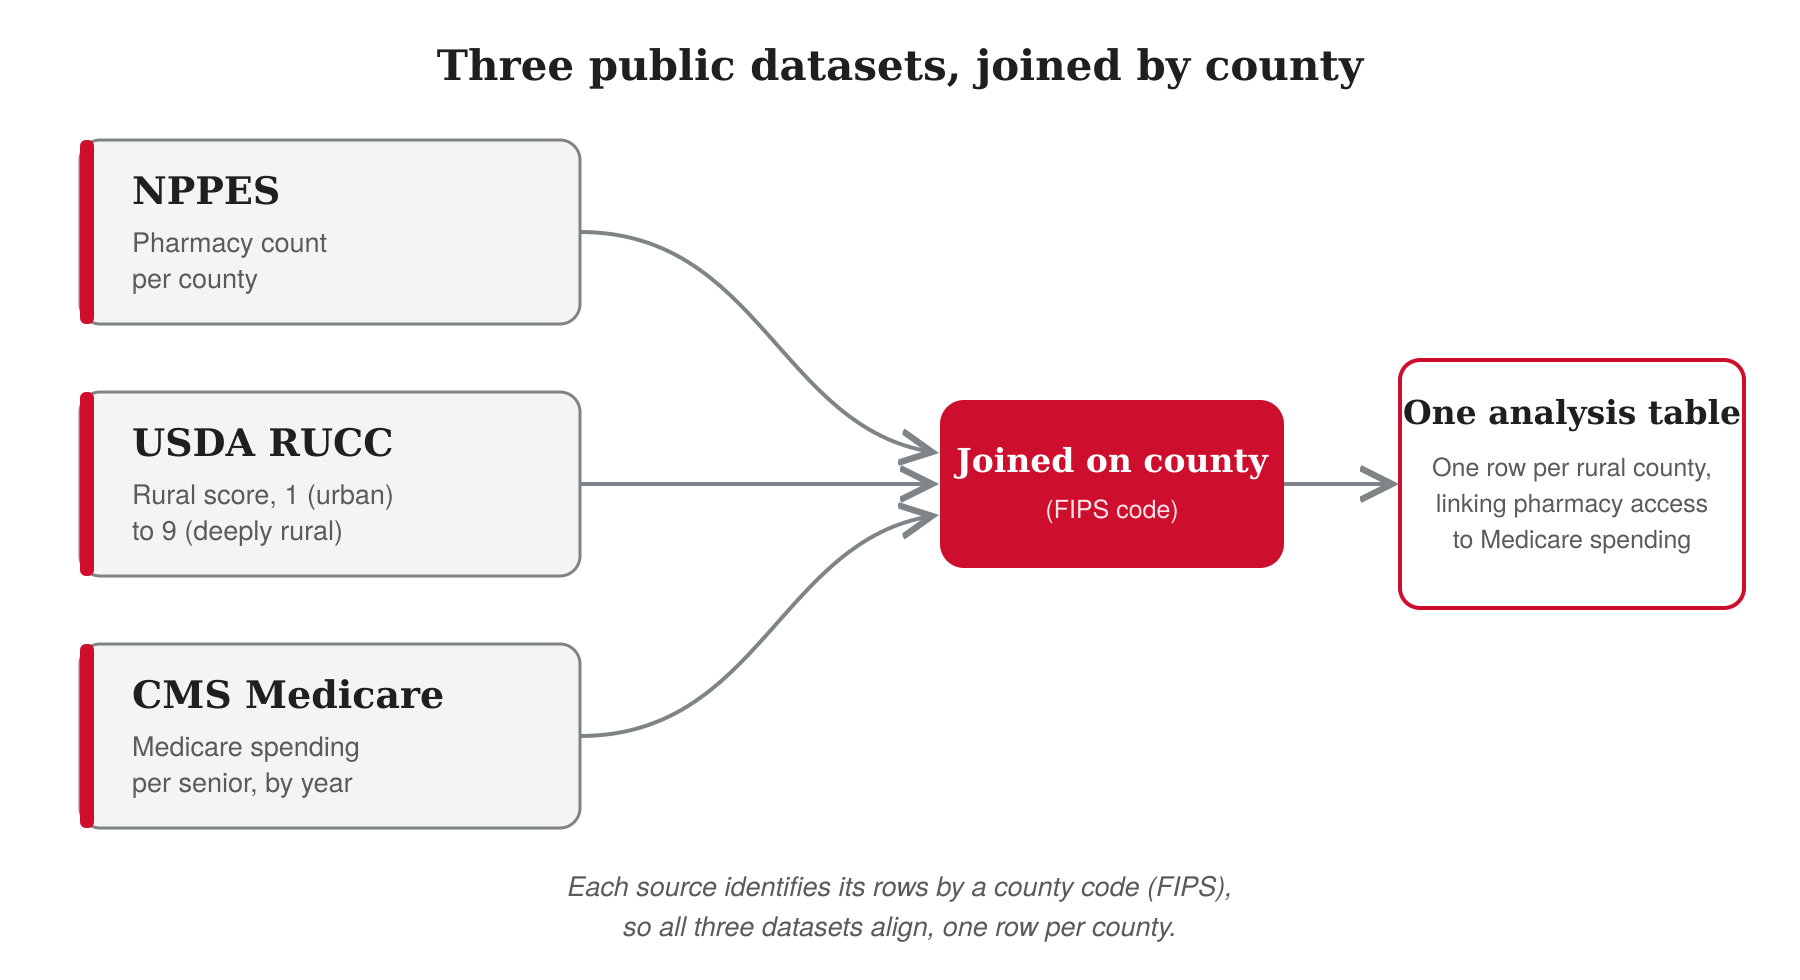 Three public datasets, joined by county
NPPES
Pharmacy count
per county
USDA RUCC
Rural score, 1 (urban)
to 9 (deeply rural)
CMS Medicare
Medicare spending
per senior, by year
Joined on county
(FIPS code)
One analysis table
One row per rural county,
linking pharmacy access
to Medicare spending
Each source identifies its rows by a county code (FIPS),
so all three datasets align, one row per county.